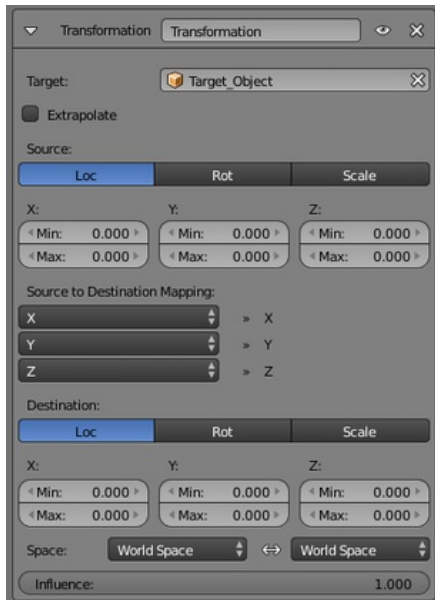 Transformation Transformation
Target: Target_Object
Extrapolate
Source:
Loc Rot Scale
X: Y: Z:
Min: 0.000 Min: 0.000 Min: 0.000
Max: 0.000 Max: 0.000 Max: 0.000
Source to Destination Mapping:
X » X
Y » Y
Z » Z
Destination:
Loc Rot Scale
X: Y: Z:
Min: 0.000 Min: 0.000 Min: 0.000
Max: 0.000 Max: 0.000 Max: 0.000
Space: World Space World Space
Influence: 1.000